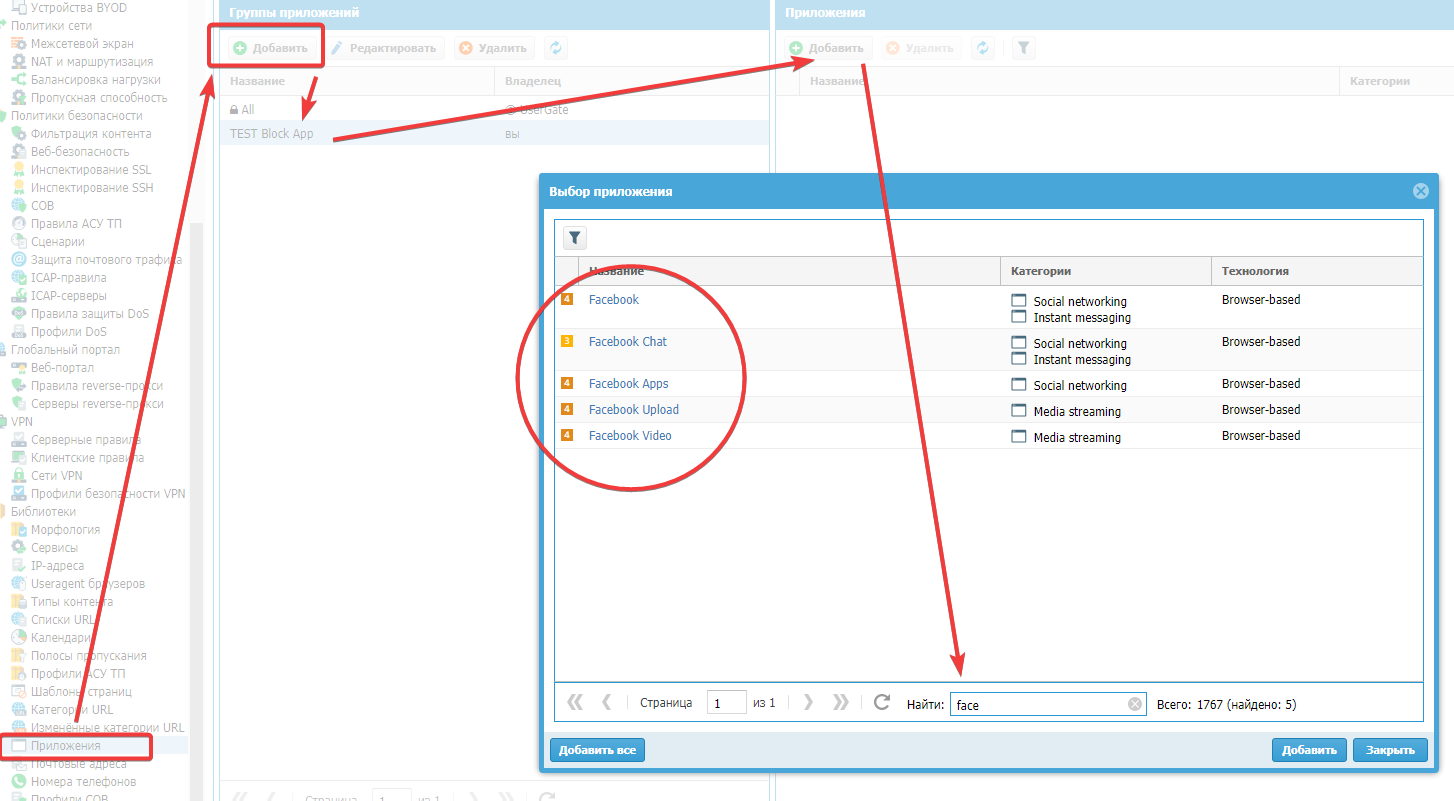 Устройства BYOD
Политики сети
Межсетевой экран
NAT и маршрутизация
Балансировка нагрузки
Пропускная способность
Политики безопасности
Фильтрация контента
Веб-безопасность
Инспектирование SSL
Инспектирование SSH
СОВ
Правила АСУ ТП
Сценарии
Защита почтового трафика
ICAP-правила
ICAP-серверы
Правила защиты DoS
Профили DoS
Глобальный портал
Веб-портал
Правила reverse-прокси
Серверы reverse-прокси
VPN
Серверные правила
Клиентские правила
Сети VPN
Профили безопасности VPN
Библиотеки
Морфология
Сервисы
IP-адреса
Useragent браузеров
Типы контента
Списки URL
Календари
Полосы пропускания
Профили АСУ ТП
Шаблоны страниц
Категории URL
Изменённые категории URL
Приложения
Почтовые адреса
Номера телефонов
Профили СОВ
Группы приложений
Добавить Редактировать Удалить
Название Владелец
All UserGate
TEST Block App вы
Страница 1 из 1
Приложения
Добавить Удалить
Название Категории
Выбор приложения
Название Категории Технология
4 Facebook Social networking Browser-based
Instant messaging
3 Facebook Chat Social networking Browser-based
Instant messaging
4 Facebook Apps Social networking Browser-based
4 Facebook Upload Media streaming Browser-based
4 Facebook Video Media streaming Browser-based
Страница 1 из 1 Найти: face Всего: 1767 (найдено: 5)
Добавить все Добавить Закрыть